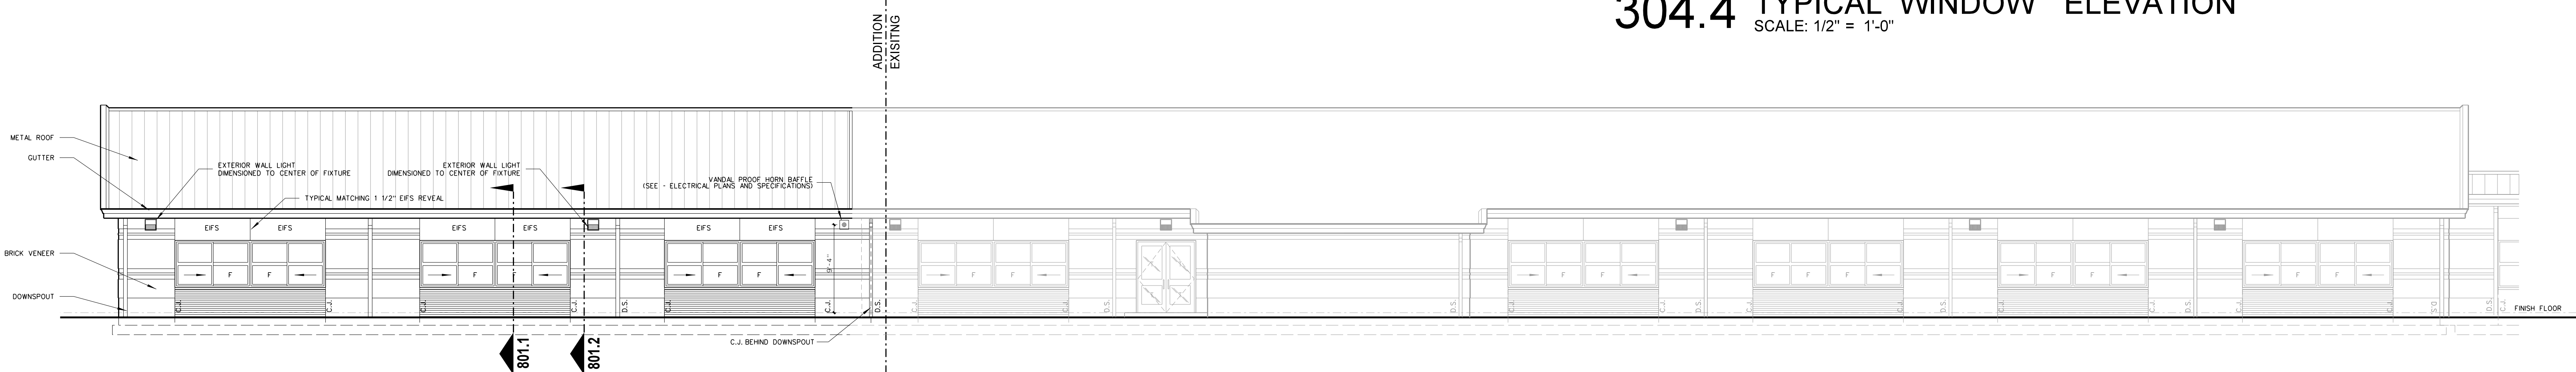 304.4 TYPICAL WINDOW ELEVATION
SCALE: 1/2" = 1'-0"
ADDITION
EXISITNG
METAL ROOF
GUTTER
EXTERIOR WALL LIGHT
DIMENSIONED TO CENTER OF FIXTURE
EXTERIOR WALL LIGHT
DIMENSIONED TO CENTER OF FIXTURE
VANDAL PROOF HORN BAFFLE
(SEE - ELECTRICAL PLANS AND SPECIFICATIONS)
TYPICAL MATCHING 1 1/2" EIFS REVEAL
EIFS EIFS EIFS EIFS EIFS EIFS
BRICK VENEER
9'-4"
F F F F F F F F F F F F F F F F F
DOWNSPOUT
C.J. C.J. C.J. C.J. D.S. C.J. C.J. D.S. C.J. C.J. D.S. D.S. C.J. C.J. D.S. C.J. C.J. D.S. C.J. C.J. D.S. C.J. C.J. D.S. D.S. C.J.
FINISH FLOOR
C.J. BEHIND DOWNSPOUT
801.1
801.2